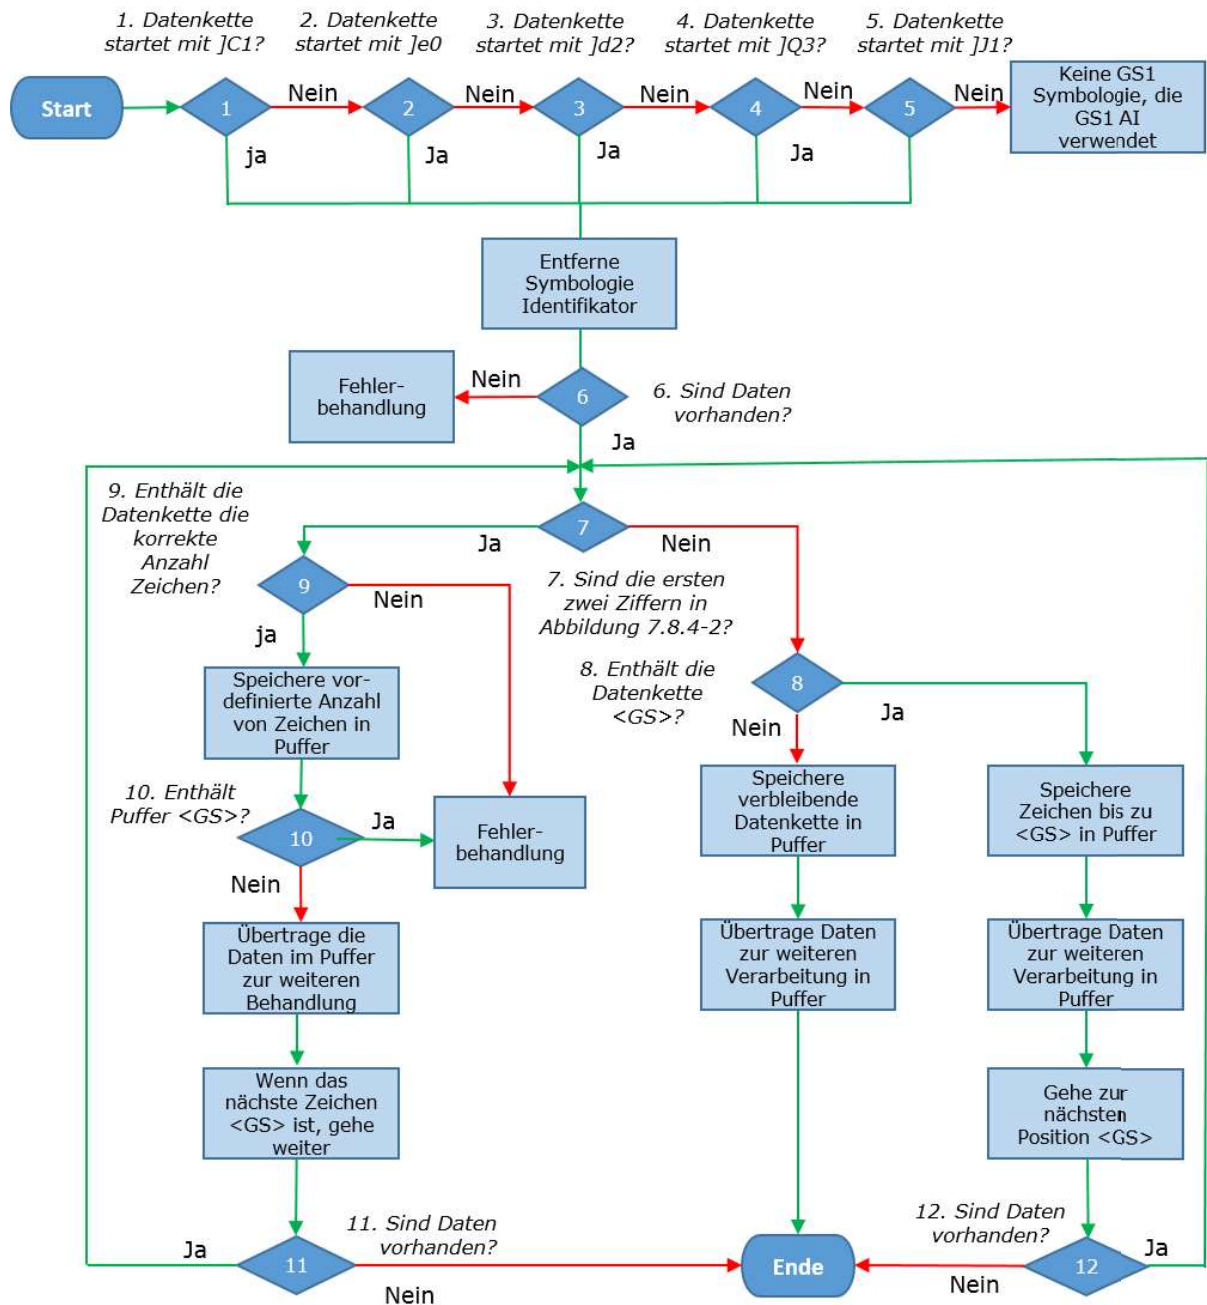 1. Datenkette
startet mit ]C1?
2. Datenkette
startet mit ]e0
3. Datenkette
startet mit ]d2?
4. Datenkette
startet mit ]Q3?
5. Datenkette
startet mit ]J1?
Start
1
Nein
2
Nein
3
Nein
4
Nein
5
Nein
Keine GS1
Symbologie, die
GS1 AI
verwendet
ja
Ja
Ja
Ja
Entferne
Symbologie
Identifikator
Fehler-
behandlung
Nein
6
6. Sind Daten
vorhanden?
Ja
9. Enthält die
Datenkette die
korrekte
Anzahl
Zeichen?
7
Ja
Nein
9
Nein
7. Sind die ersten
zwei Ziffern in
Abbildung 7.8.4-2?
ja
8. Enthält die
Datenkette
<GS>?
8
Ja
Nein
Speichere vor-
definierte Anzahl
von Zeichen in
Puffer
10. Enthält
Puffer <GS>?
10
Ja
Fehler-
behandlung
Nein
Speichere
verbleibende
Datenkette in
Puffer
Speichere
Zeichen bis zu
<GS> in Puffer
Übertrage die
Daten im Puffer
zur weiteren
Behandlung
Übertrage Daten
zur weiteren
Verarbeitung in
Puffer
Übertrage Daten
zur weiteren
Verarbeitung in
Puffer
Wenn das
nächste Zeichen
<GS> ist, gehe
weiter
Gehe zur
nächsten
Position <GS>
11. Sind Daten
vorhanden?
12. Sind Daten
vorhanden?
Ja
11
Nein
Ende
Nein
12
Ja